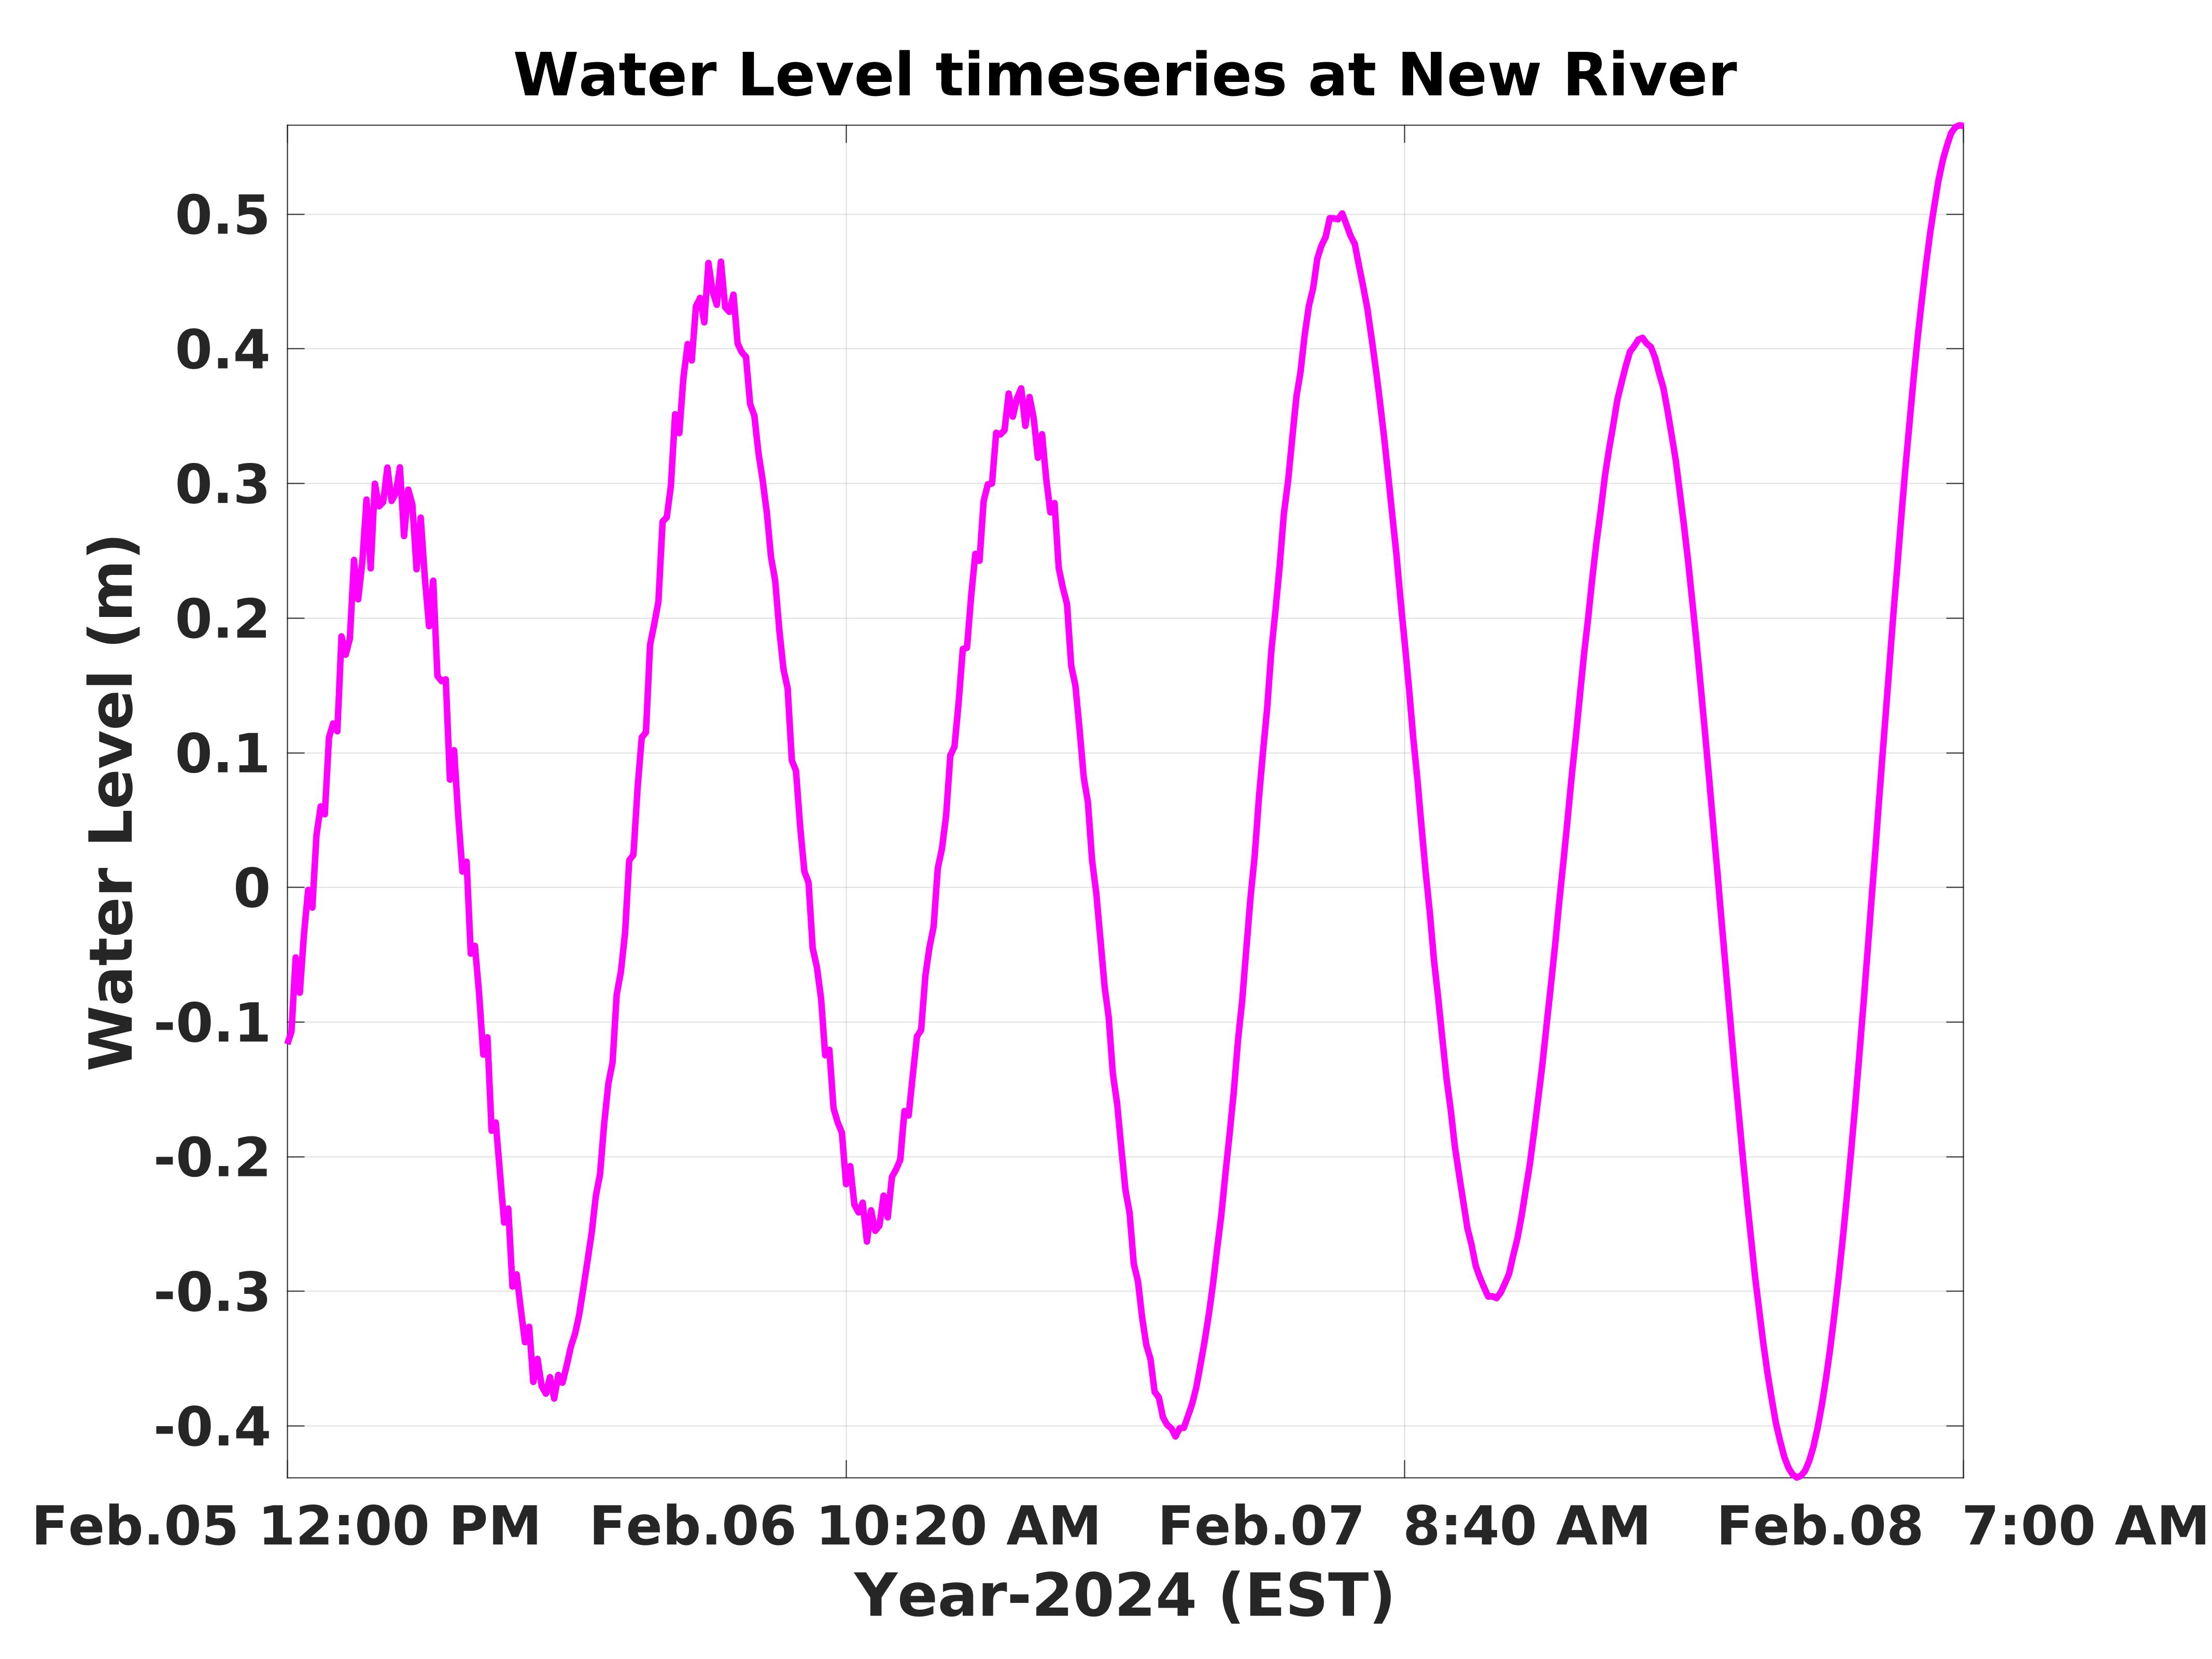 Water Level timeseries at New River
Water Level (m)
0.5
0.4
0.3
0.2
0.1
0
-0.1
-0.2
-0.3
-0.4
Feb.05 12:00 PM Feb.06 10:20 AM Feb.07 8:40 AM Feb.08 7:00 AM
Year-2024 (EST)